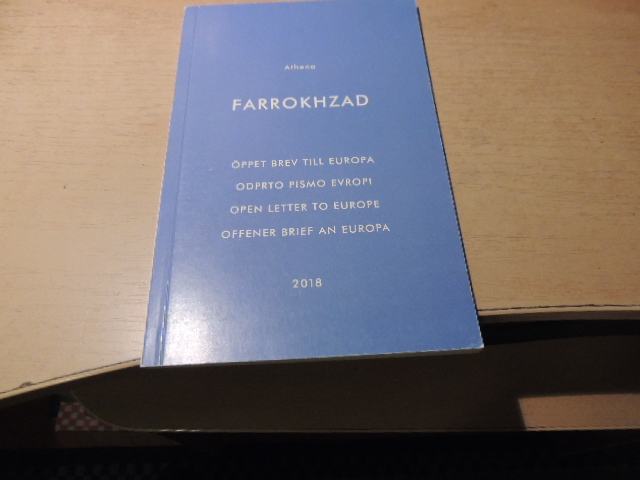 Athena
FARROKHZAD
ÖPPET BREV TILL EUROPA
ODPRTO PISMO EVROPI
OPEN LETTER TO EUROPE
OFFENER BRIEF AN EUROPA
2018